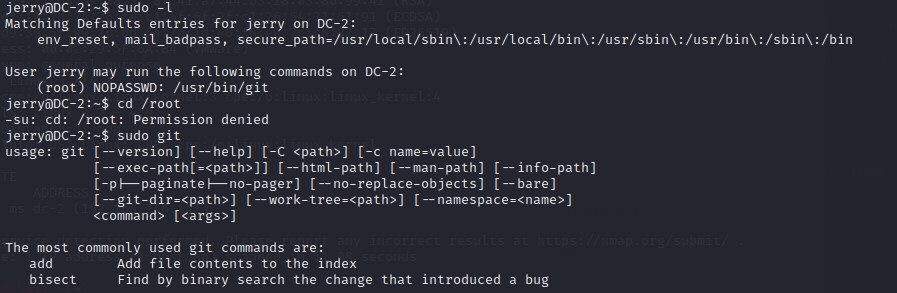 jerry@DC-2:~$ sudo -l
Matching Defaults entries for jerry on DC-2:
    env_reset, mail_badpass, secure_path=/usr/local/sbin\:/usr/local/bin\:/usr/sbin\:/usr/bin\:/sbin\:/bin

User jerry may run the following commands on DC-2:
    (root) NOPASSWD: /usr/bin/git
jerry@DC-2:~$ cd /root
-su: cd: /root: Permission denied
jerry@DC-2:~$ sudo git
usage: git [--version] [--help] [-C <path>] [-c name=value]
           [--exec-path[=<path>]] [--html-path] [--man-path] [--info-path]
           [-p|--paginate|--no-pager] [--no-replace-objects] [--bare]
           [--git-dir=<path>] [--work-tree=<path>] [--namespace=<name>]
           <command> [<args>]

The most commonly used git commands are:
   add        Add file contents to the index
   bisect     Find by binary search the change that introduced a bug